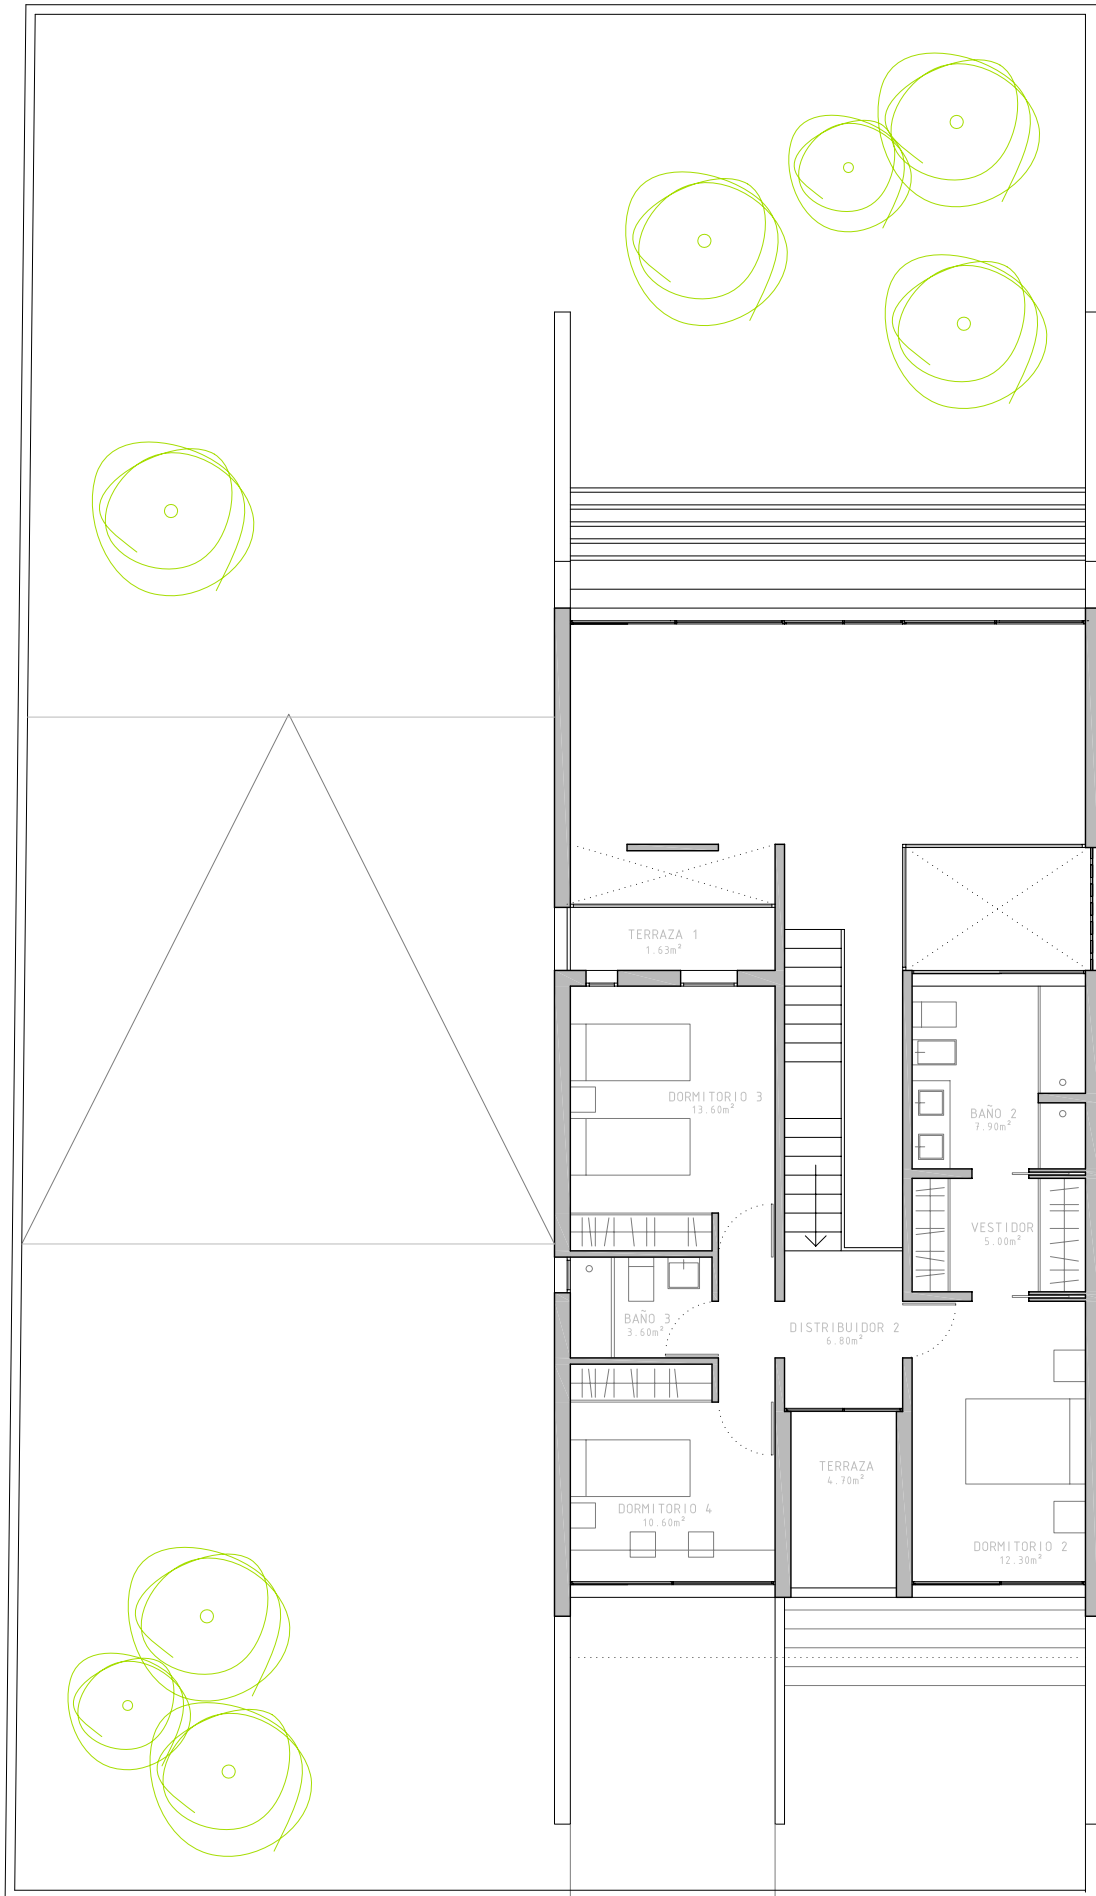 TERRAZA 1
1.63m²
DORMITORIO 3
13.60m²
BAÑO 2
7.90m²
VESTIDOR
5.00m²
BAÑO 3
3.60m²
DISTRIBUIDOR 2
6.80m²
TERRAZA
4.70m²
DORMITORIO 4
10.60m²
DORMITORIO 2
12.30m²